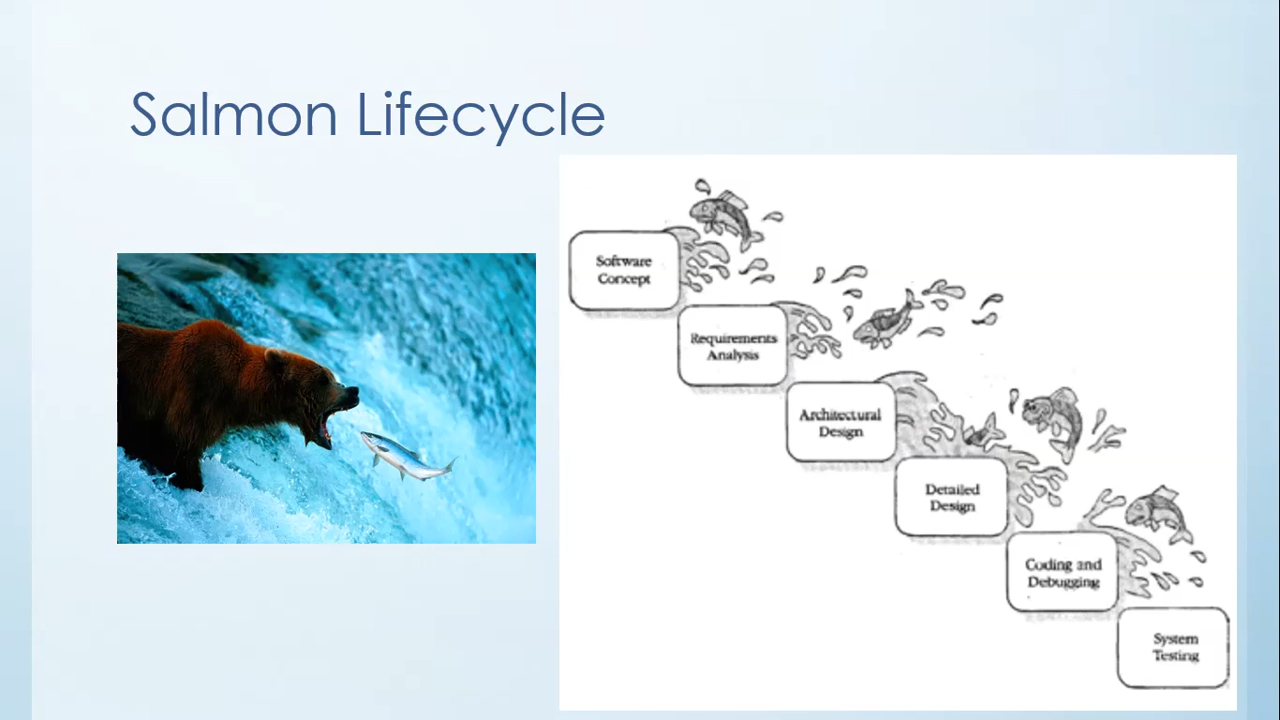 Salmon Lifecycle
Software
Concept
Requirements
Analysis
Architectural
Design
Detailed
Design
Coding and
Debugging
System
Testing